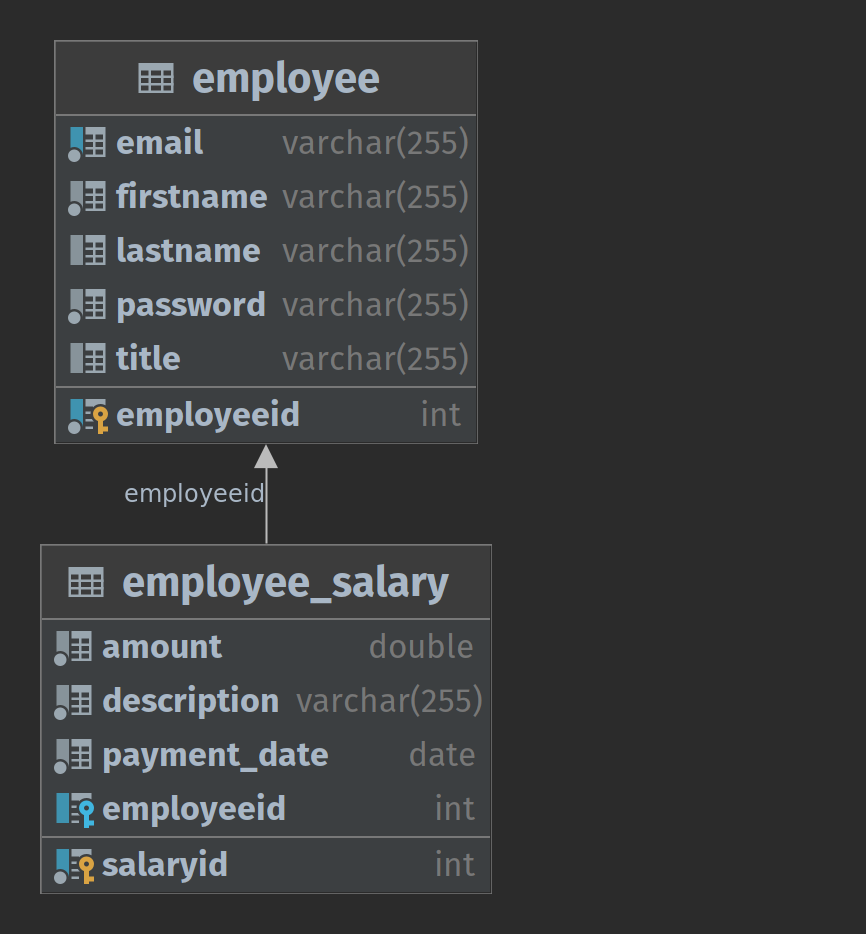 employee
email varchar(255)
firstname varchar(255)
lastname varchar(255)
password varchar(255)
title varchar(255)
employeeid int
employeeid
employee_salary
amount double
description varchar(255)
payment_date date
employeeid int
salaryid int